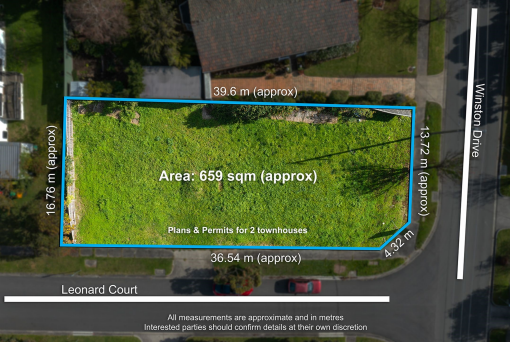 39.6 m (approx)
Winston Drive
16.76 m (approx)
13.72 m (approx)
Area: 659 sqm (approx)
Plans & Permits for 2 townhouses
4.32 m
36.54 m (approx)
Leonard Court
All measurements are approximate and in metres
Interested parties should confirm details at their own discretion